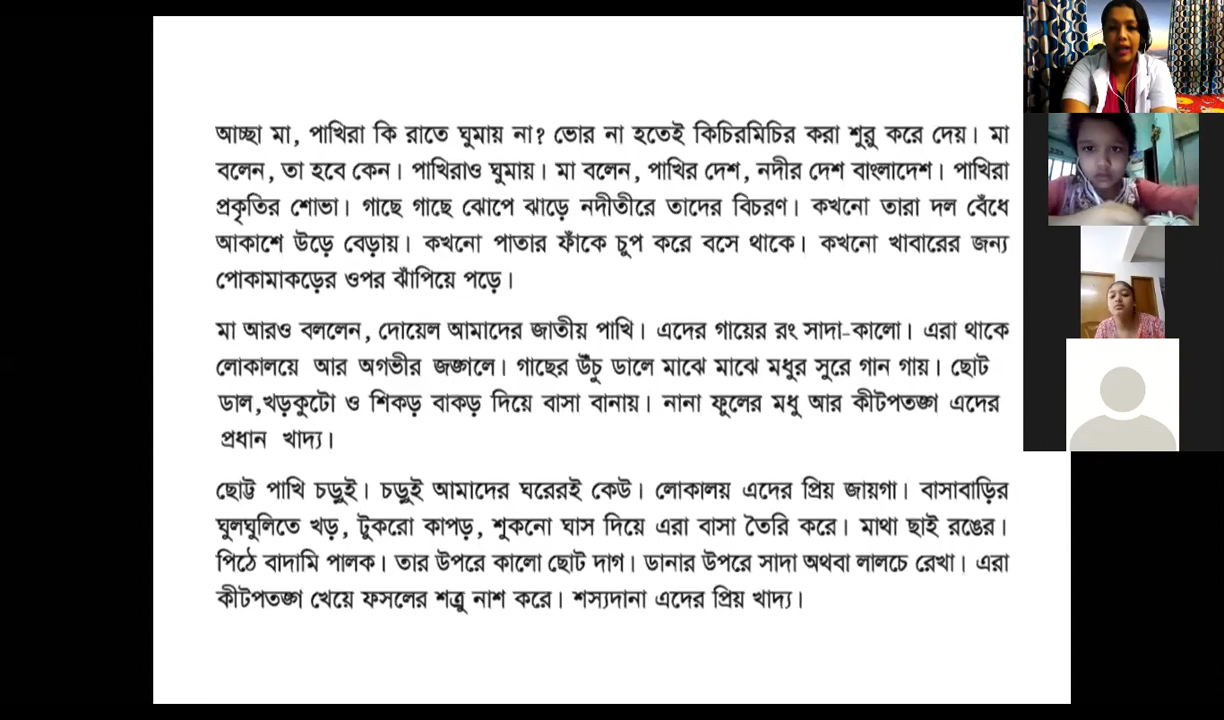 আচ্ছা মা, পাখিরা কি রাতে ঘুমায় না? ভোর না হতেই কিচিরমিচির করা শুরু করে দেয়। মা
বলেন, তা হবে কেন। পাখিরাও ঘুমায়। মা বলেন, পাখির দেশ, নদীর দেশ বাংলাদেশ। পাখিরা
প্রকৃতির শোভা। গাছে গাছে ঝোপে ঝাড়ে নদীতীরে তাদের বিচরণ। কখনো তারা দল বেঁধে
আকাশে উড়ে বেড়ায়। কখনো পাতার ফাঁকে চুপ করে বসে থাকে। কখনো খাবারের জন্য
পোকামাকড়ের ওপর ঝাঁপিয়ে পড়ে।
মা আরও বললেন, দোয়েল আমাদের জাতীয় পাখি। এদের গায়ের রং সাদা-কালো। এরা থাকে
লোকালয়ে আর অগভীর জঙ্গলে। গাছের উঁচু ডালে মাঝে মাঝে মধুর সুরে গান গায়। ছোট
ডাল,খড়কুটো ও শিকড় বাকড় দিয়ে বাসা বানায়। নানা ফুলের মধু আর কীটপতঙ্গ এদের
প্রধান খাদ্য।
ছোট্ট পাখি চড়ুই। চড়ুই আমাদের ঘরেরই কেউ। লোকালয় এদের প্রিয় জায়গা। বাসাবাড়ির
ঘুলঘুলিতে খড়, টুকরো কাপড়, শুকনো ঘাস দিয়ে এরা বাসা তৈরি করে। মাথা ছাই রঙের।
পিঠে বাদামি পালক। তার উপরে কালো ছোট দাগ। ডানার উপরে সাদা অথবা লালচে রেখা। এরা
কীটপতঙ্গ খেয়ে ফসলের শত্রু নাশ করে। শস্যদানা এদের প্রিয় খাদ্য।